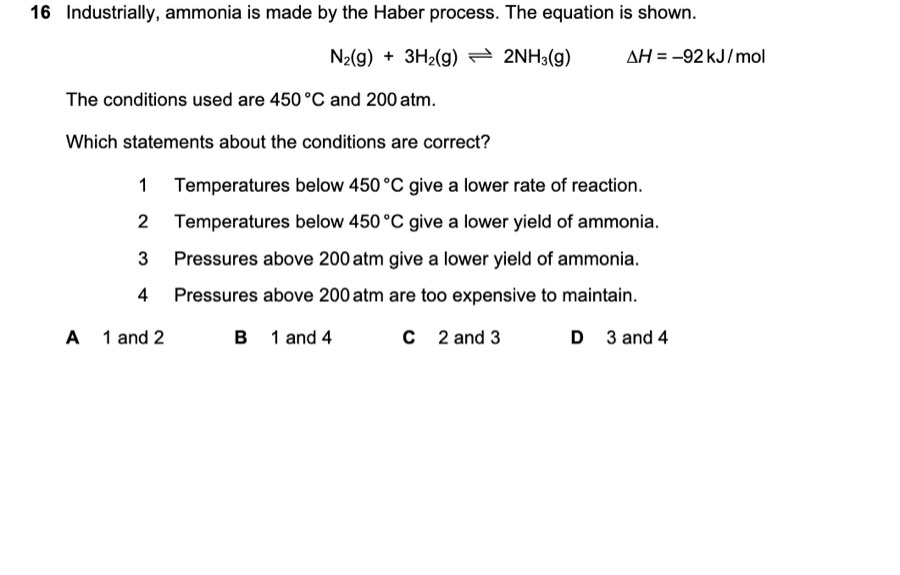 16 Industrially, ammonia is made by the Haber process. The equation is shown.
N₂(g) + 3H₂(g) ⇌ 2NH₃(g) ΔH = –92 kJ/mol
The conditions used are 450 °C and 200 atm.
Which statements about the conditions are correct?
1 Temperatures below 450 °C give a lower rate of reaction.
2 Temperatures below 450 °C give a lower yield of ammonia.
3 Pressures above 200 atm give a lower yield of ammonia.
4 Pressures above 200 atm are too expensive to maintain.
A 1 and 2 B 1 and 4 C 2 and 3 D 3 and 4